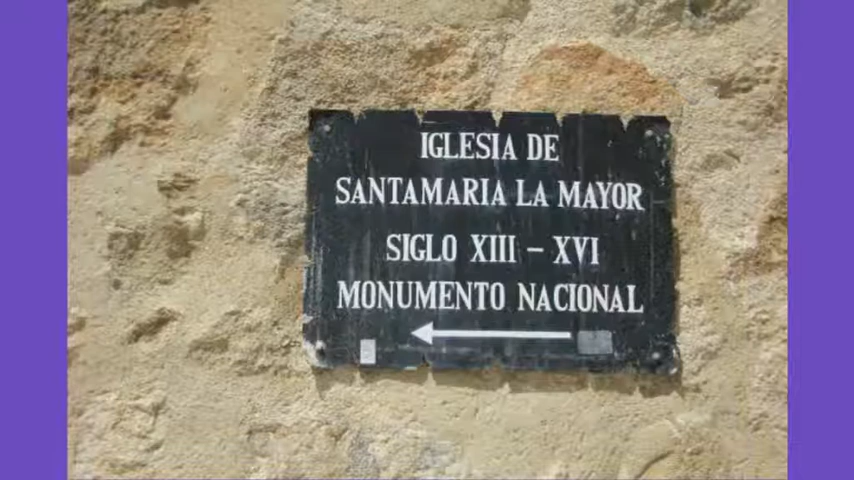 IGLESIA DE
SANTAMARIA LA MAYOR
SIGLO XIII - XVI
MONUMENTO NACIONAL